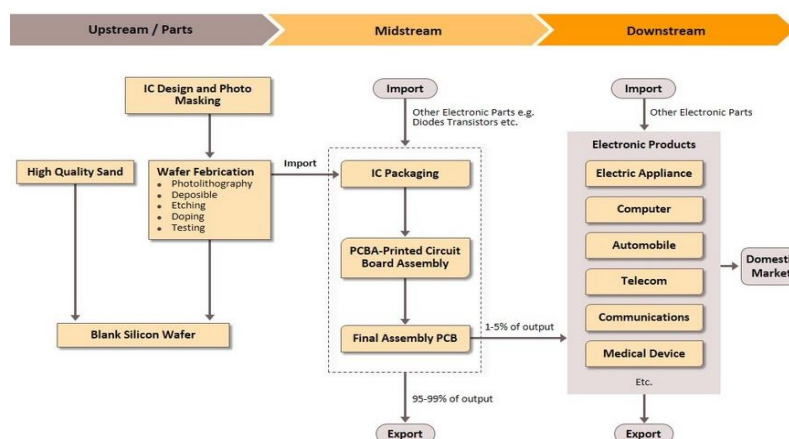 Upstream / Parts
Midstream
Downstream
IC Design and Photo
Masking
High Quality Sand
Wafer Febrication
• Photolithography
• Deposible
• Etching
• Doping
• Testing
Blank Silicon Wafer
Import
Import
Other Electronic Parts e.g.
Diodes Transistors etc.
IC Packaging
PCBA-Printed Circuit
Board Assembly
Final Assembly PCB
95-99% of output
Export
1-5% of output
Import
Other Electronic Parts
Electronic Products
Electric Appliance
Computer
Automobile
Telecom
Communications
Medical Device
Etc.
Export
Domesti
Market